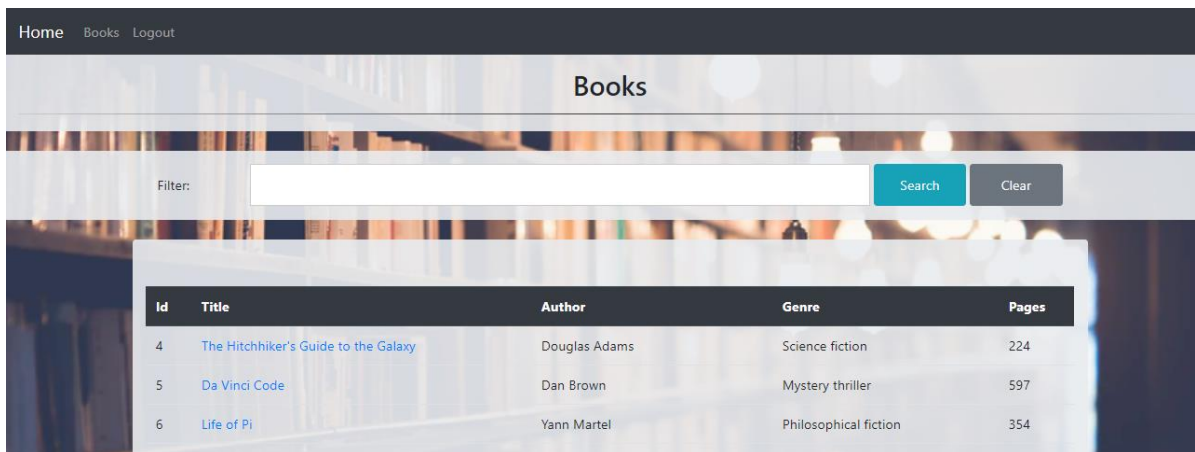 Home Books Logout
Books
Filter: Search Clear
Id Title Author Genre Pages
4 The Hitchhiker's Guide to the Galaxy Douglas Adams Science fiction 224
5 Da Vinci Code Dan Brown Mystery thriller 597
6 Life of Pi Yann Martel Philosophical fiction 354